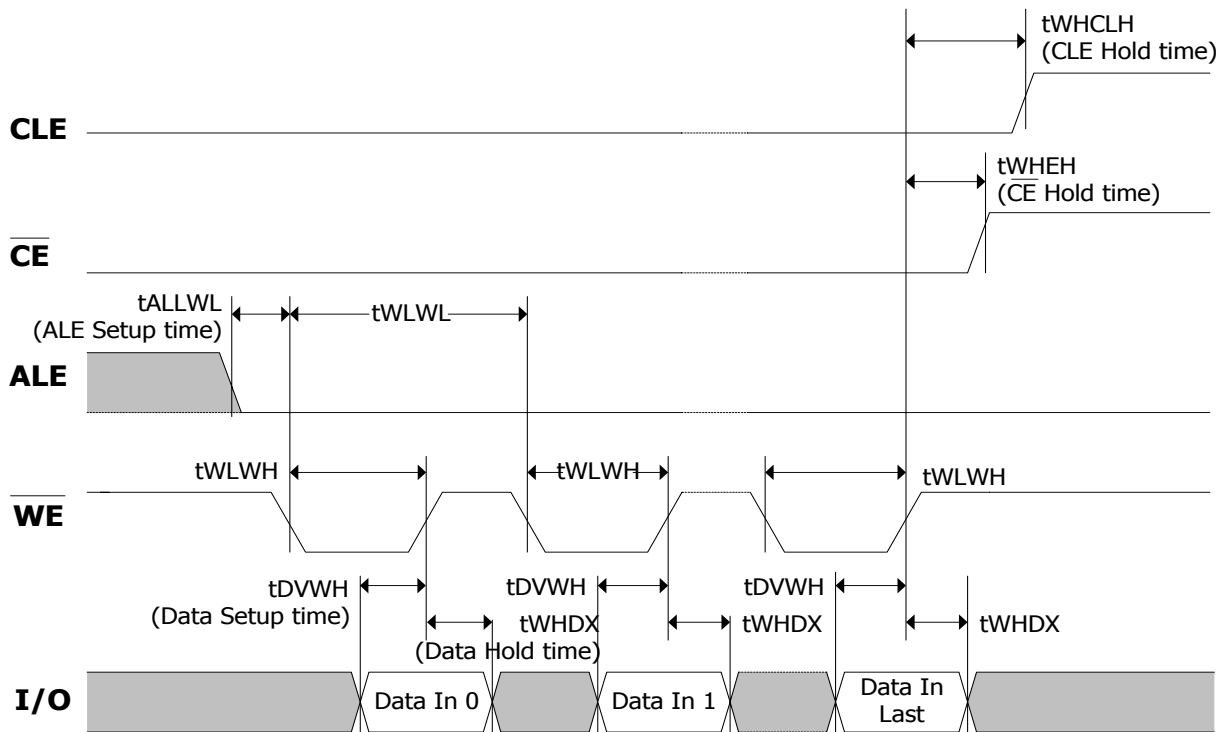 tWHCLH
(CLE Hold time)
CLE
tWHEH
(CE Hold time)
CE
tALLWL
(ALE Setup time)
tWLWL
ALE
tWLWH
tWLWH
tWLWH
WE
tDVWH
(Data Setup time)
tDVWH
tDVWH
tWHDX
(Data Hold time)
tWHDX
tWHDX
I/O
Data In 0
Data In 1
Data In
Last